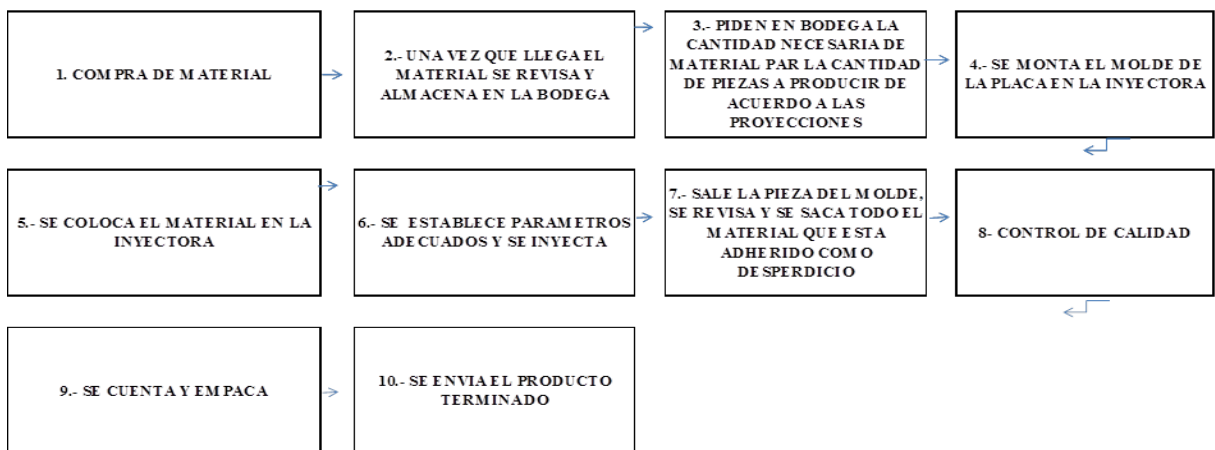 1. COMPRA DE MATERIAL
2.- UNA VEZ QUE LLEGA EL
MATERIAL SE REVISA Y
ALMACENA EN LA BODEGA
3.- PIDEN EN BODEGA LA
CANTIDAD NECESARIA DE
MATERIAL PAR LA CANTIDAD
DE PIEZAS A PRODUCIR DE
ACUERDO A LAS
PROYECCIONES
4.- SE MONTA EL MOLDE DE
LA PLACA EN LA INYECTORA
5.- SE COLOCA EL MATERIAL EN LA
INYECTORA
6.- SE ESTABLECE PARAMETROS
ADECUADOS Y SE INYECTA
7.- SALE LA PIEZA DEL MOLDE,
SE REVISA Y SE SACA TODO EL
MATERIAL QUE ESTA
ADHERIDO COMO
DESPERDICIO
8- CONTROL DE CALIDAD
9.- SE CUENTA Y EMPACA
10.- SE ENVIA EL PRODUCTO
TERMINADO